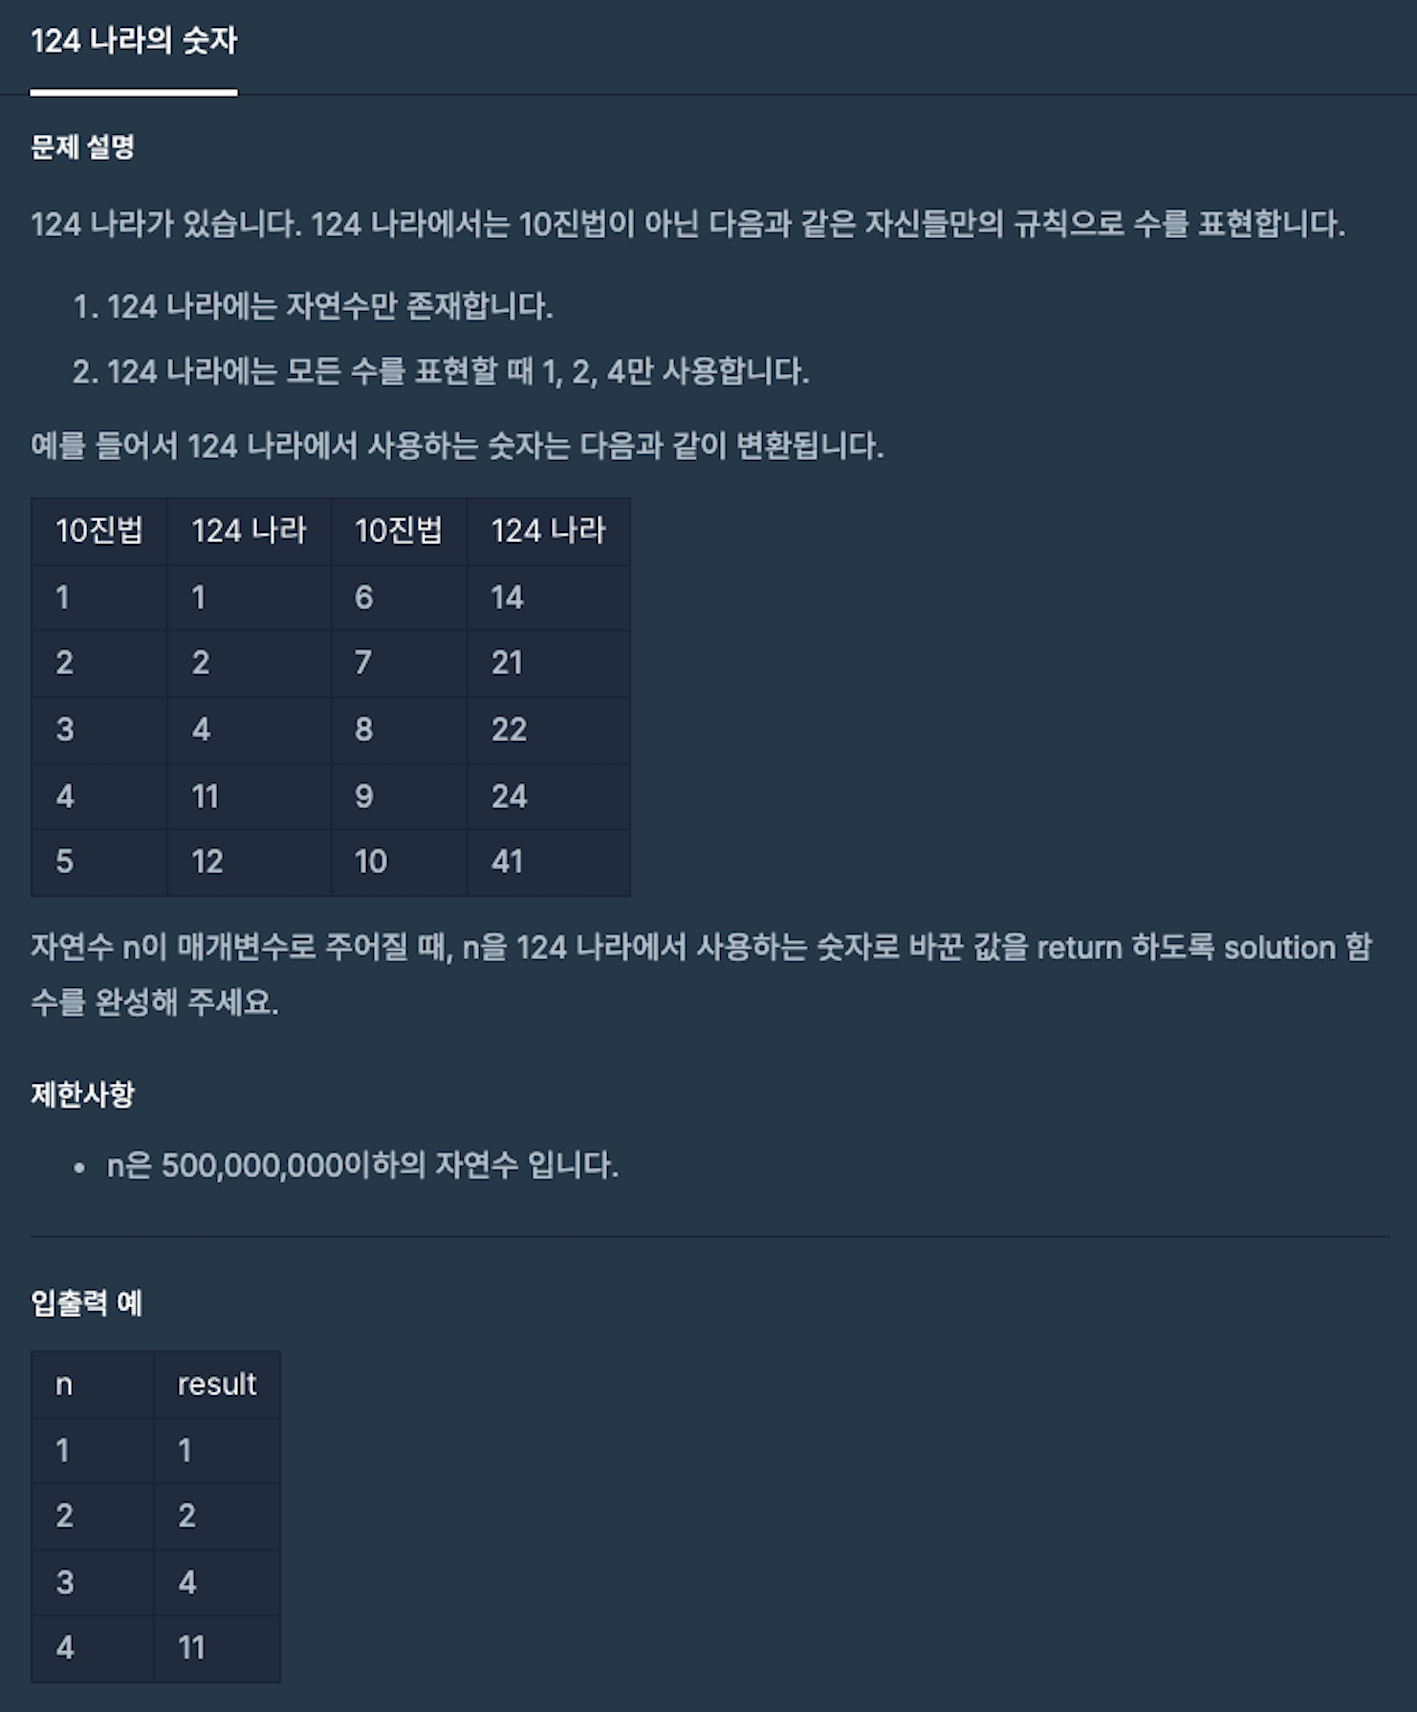 124 나라의 숫자
문제 설명
124 나라가 있습니다. 124 나라에서는 10진법이 아닌 다음과 같은 자신들만의 규칙으로 수를 표현합니다.
1. 124 나라에는 자연수만 존재합니다.
2. 124 나라에는 모든 수를 표현할 때 1, 2, 4만 사용합니다.
예를 들어서 124 나라에서 사용하는 숫자는 다음과 같이 변환됩니다.
10진법 124 나라 10진법 124 나라
1 1 6 14
2 2 7 21
3 4 8 22
4 11 9 24
5 12 10 41
자연수 n이 매개변수로 주어질 때, n을 124 나라에서 사용하는 숫자로 바꾼 값을 return 하도록 solution 함
수를 완성해 주세요.
제한사항
• n은 500,000,000이하의 자연수 입니다.
입출력 예
n result
1 1
2 2
3 4
4 11